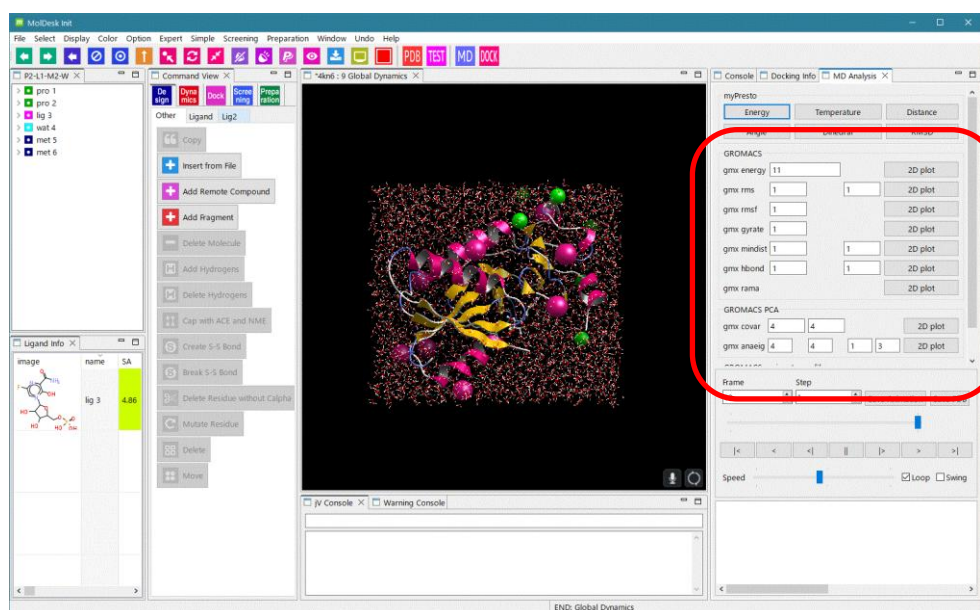 MolDesk Init
File Select Display Color Option Expert Simple Screening Preparation Window Undo Help
PDB TEST MD DOCK
P2-L1-M2-W
pro 1
pro 2
lig 3
wat 4
met 5
met 6
Ligand Info
image name SA
lig 3 4.86
Command View
De sign Dyna mics Dock Scree ning Prepa ration
Other Ligand Lig2
Copy
Insert from File
Add Remote Compound
Add Fragment
Delete Molecule
Add Hydrogens
Delete Hydrogens
Cap with ACE and NME
Create S-S Bond
Break S-S Bond
Delete Residue without Calpha
Mutate Residue
Delete
Move
*4kn6 : 9 Global Dynamics
jV Console Warning Console
Console Docking Info MD Analysis
myPresto
Energy Temperature Distance
Angle Dihedral RMSD
GROMACS
gmx energy 11 2D plot
gmx rms 1 1 2D plot
gmx rmsf 1 2D plot
gmx gyrate 1 2D plot
gmx mindist 1 1 2D plot
gmx hbond 1 1 2D plot
gmx rama 2D plot
GROMACS PCA
gmx covar 4 4 2D plot
gmx anaeig 4 4 1 3 2D plot
Frame Step
|< < <| || |> > >|
Speed Loop Swing
END: Global Dynamics